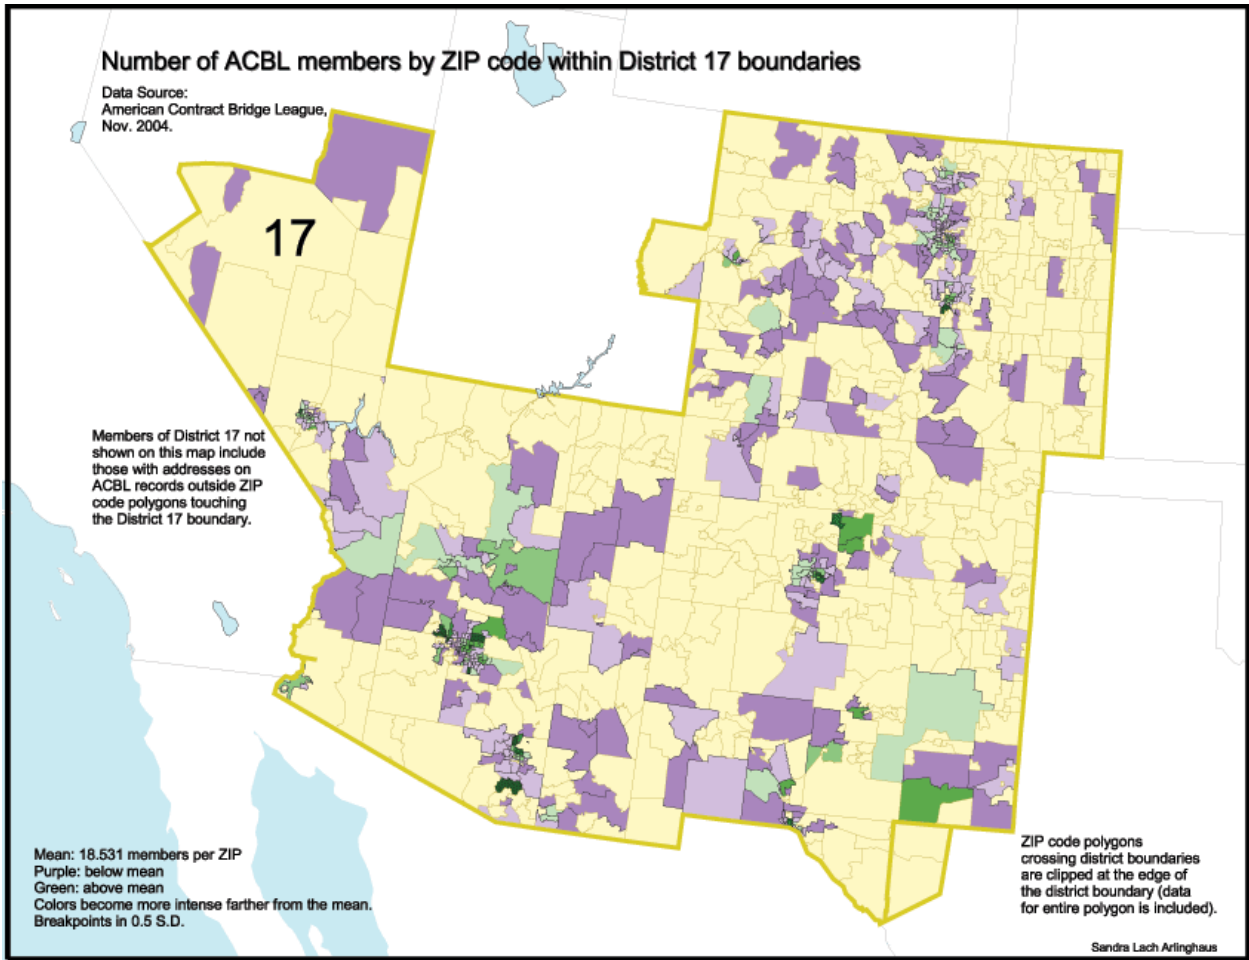 Number of ACBL members by ZIP code within District 17 boundaries
Data Source:
American Contract Bridge League,
Nov. 2004.
17
Members of District 17 not
shown on this map include
those with addresses on
ACBL records outside ZIP
code polygons touching
the District 17 boundary.
Mean: 18.531 members per ZIP
Purple: below mean
Green: above mean
Colors become more intense farther from the mean.
Breakpoints in 0.5 S.D.
ZIP code polygons
crossing district boundaries
are clipped at the edge of
the district boundary (data
for entire polygon is included).
Sandra Lach Arlinghaus